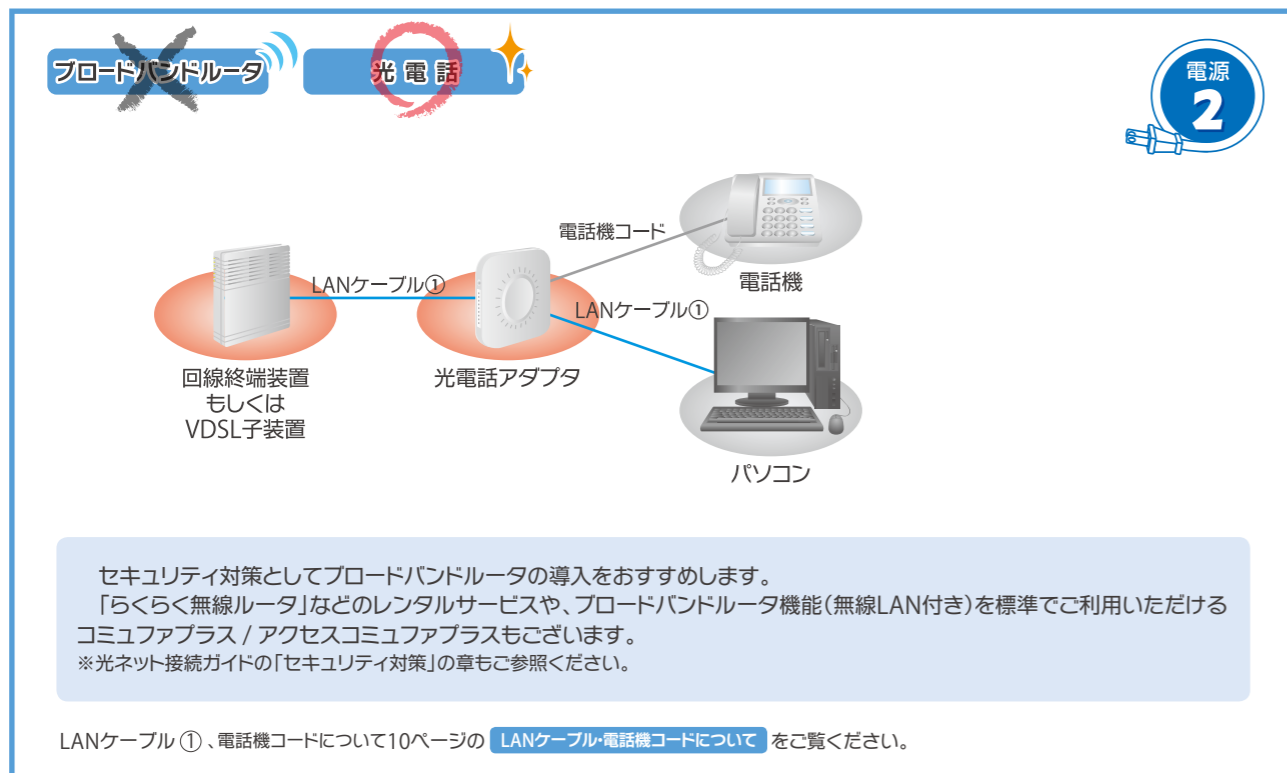 ブロードバンドルータ
光電話
電源
2
電話機コード
電話機
LANケーブル①
LANケーブル①
回線終端装置
もしくは
VDSL子装置
光電話アダプタ
パソコン
セキュリティ対策としてブロードバンドルータの導入をおすすめします。
「らくらく無線ルータ」などのレンタルサービスや、ブロードバンドルータ機能（無線LAN付き）を標準でご利用いただける
コミュファプラス / アクセスコミュファプラスもございます。
※光ネット接続ガイドの「セキュリティ対策」の章もご参照ください。
LANケーブル①、電話機コードについて10ページの LANケーブル・電話機コードについて をご覧ください。